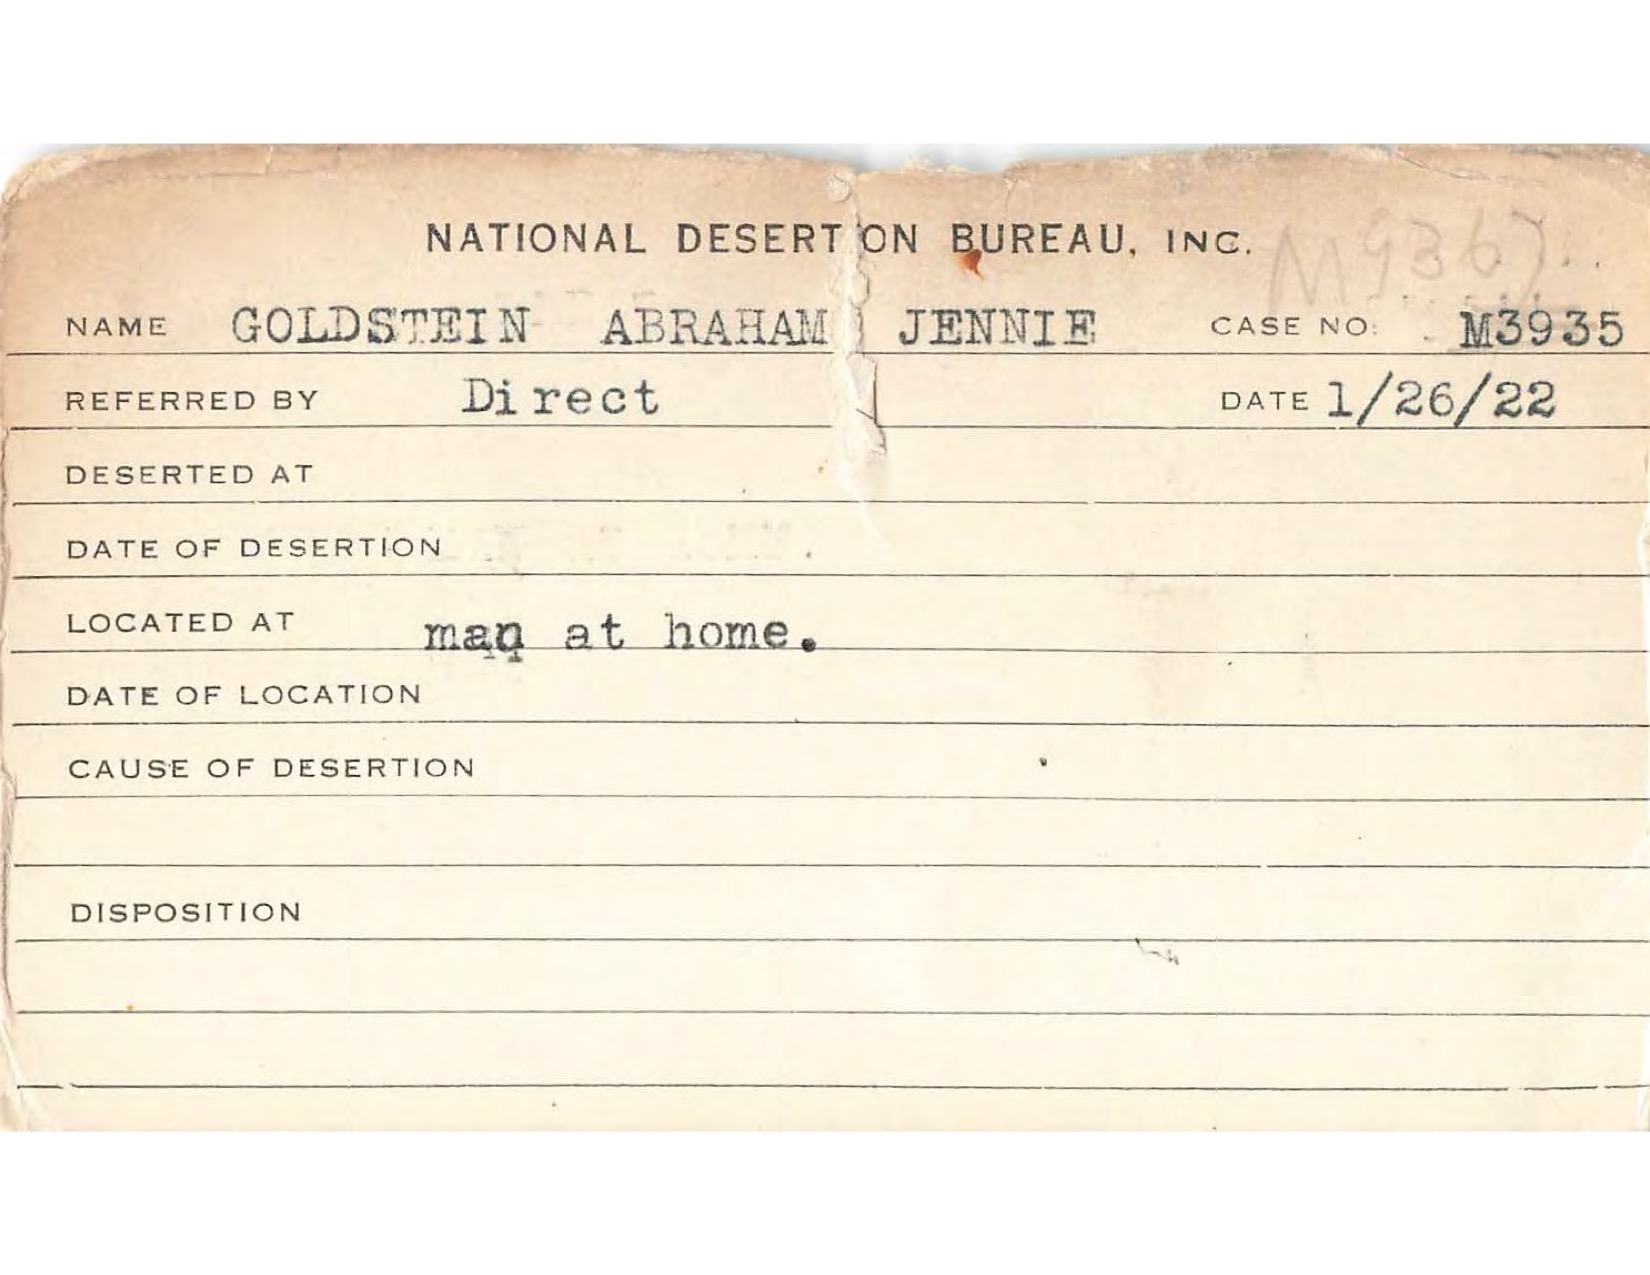 NATIONAL DESERTION BUREAU, INC. M9367
NAME GOLDSTEIN ABRAHAM JENNIE CASE NO. M3935
REFERRED BY Direct DATE 1/26/22
DESERTED AT
DATE OF DESERTION
LOCATED AT man at home.
DATE OF LOCATION
CAUSE OF DESERTION
DISPOSITION